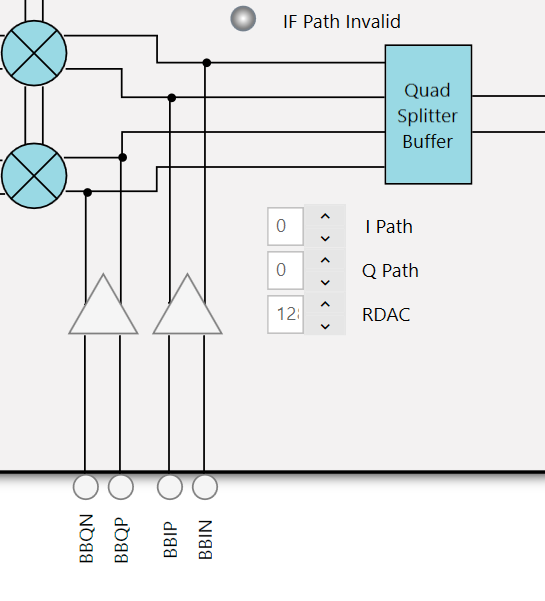 IF Path Invalid
Quad
Splitter
Buffer
0
I Path
0
Q Path
RDAC
BBQN
BBQP
BBIP
BBIN